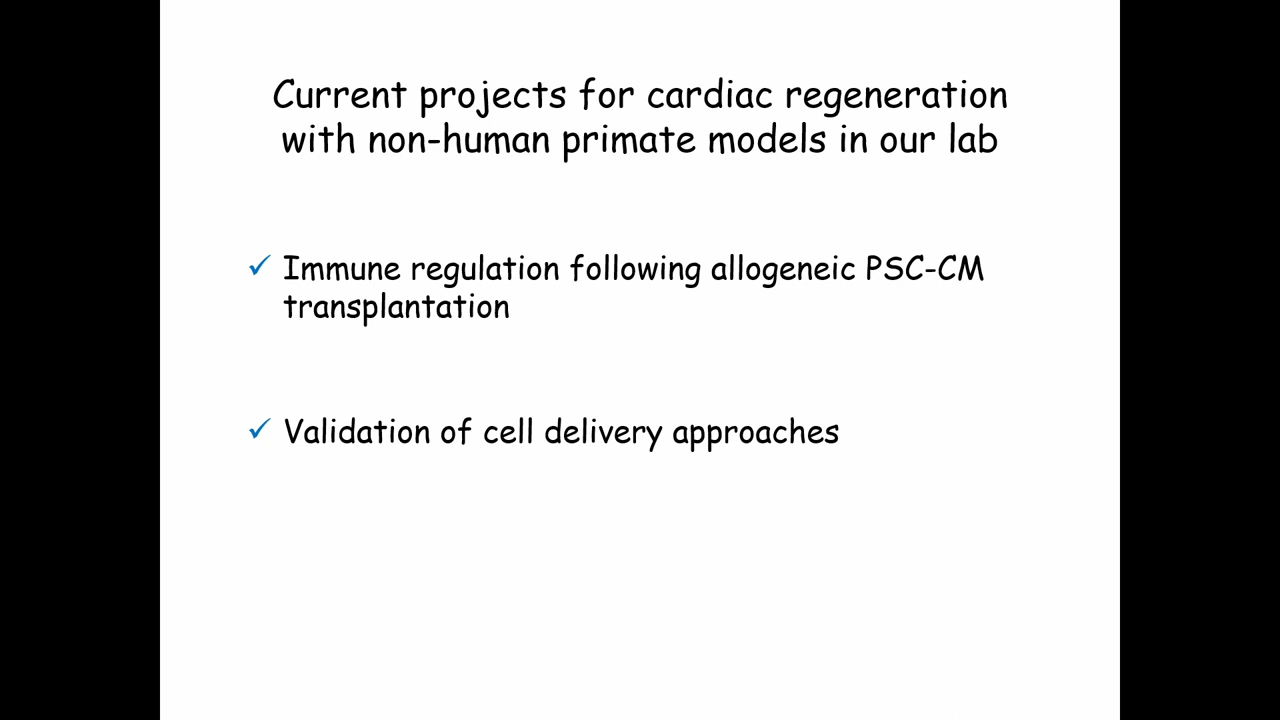 Current projects for cardiac regeneration
with non-human primate models in our lab
✓ Immune regulation following allogeneic PSC-CM
transplantation
✓ Validation of cell delivery approaches